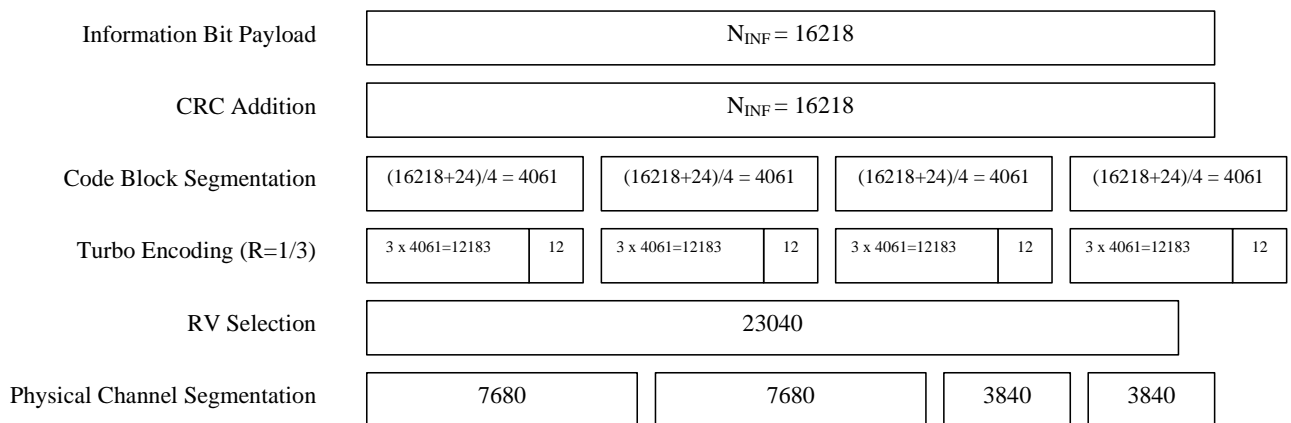 Information Bit Payload N_INF = 16218
CRC Addition N_INF = 16218
Code Block Segmentation (16218+24)/4 = 4061 (16218+24)/4 = 4061 (16218+24)/4 = 4061 (16218+24)/4 = 4061
Turbo Encoding (R=1/3) 3 x 4061=12183 12 3 x 4061=12183 12 3 x 4061=12183 12 3 x 4061=12183 12
RV Selection 23040
Physical Channel Segmentation 7680 7680 3840 3840